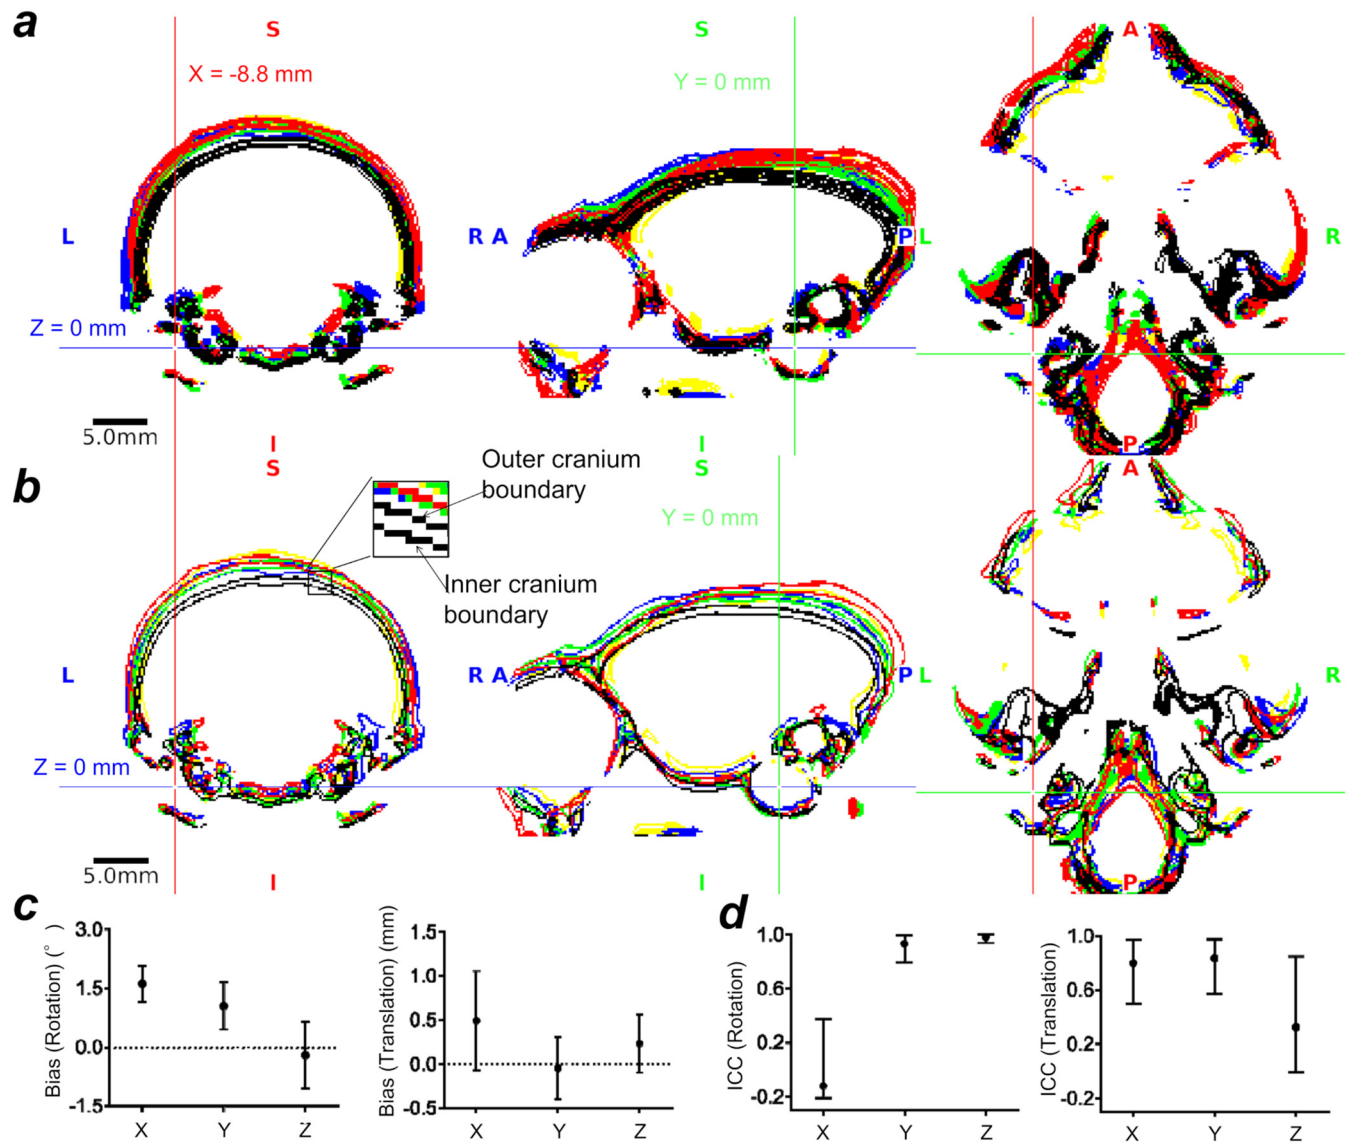 a
S
S
A
X = -8.8 mm
Y = 0 mm
L
R A
P L
R
Z = 0 mm
5.0mm
I
I
P
b
S
S
A
Outer cranium
boundary
Y = 0 mm
Inner cranium
boundary
L
R A
P L
R
Z = 0 mm
5.0mm
I
I
P
c
Bias (Rotation) (°)
3.0
1.5
0.0
-1.5
X Y Z
Bias (Translation) (mm)
1.5
1.0
0.5
0.0
-0.5
X Y Z
d
ICC (Rotation)
1.0
0.6
0.2
-0.2
X Y Z
ICC (Translation)
1.0
0.6
0.2
-0.2
X Y Z